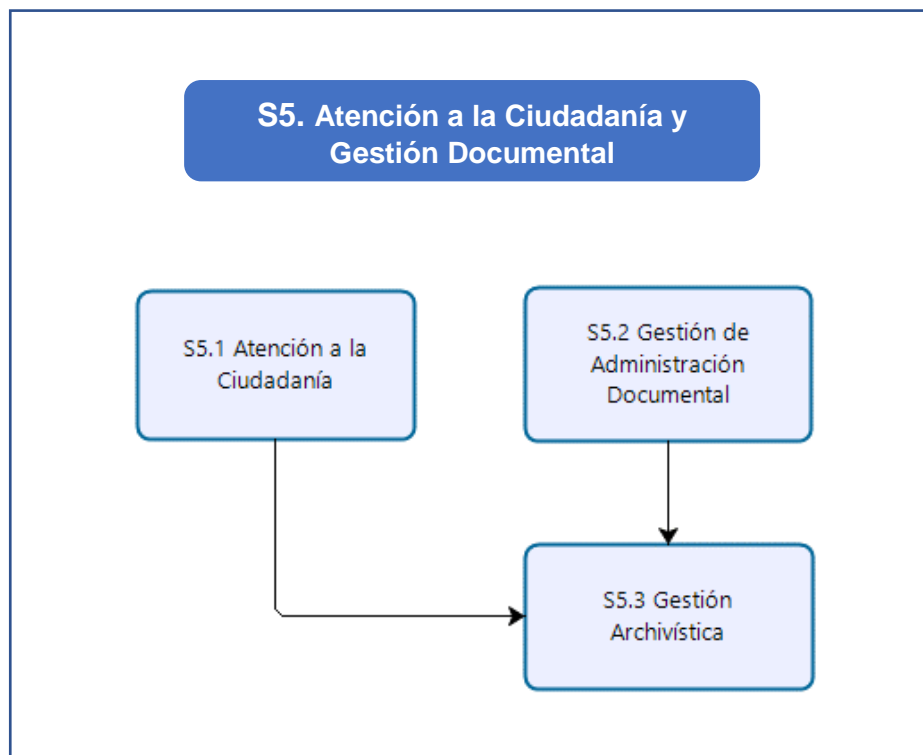 S5. Atención a la Ciudadanía y
Gestión Documental
S5.1 Atención a la
Ciudadanía
S5.2 Gestión de
Administración
Documental
S5.3 Gestión
Archivística